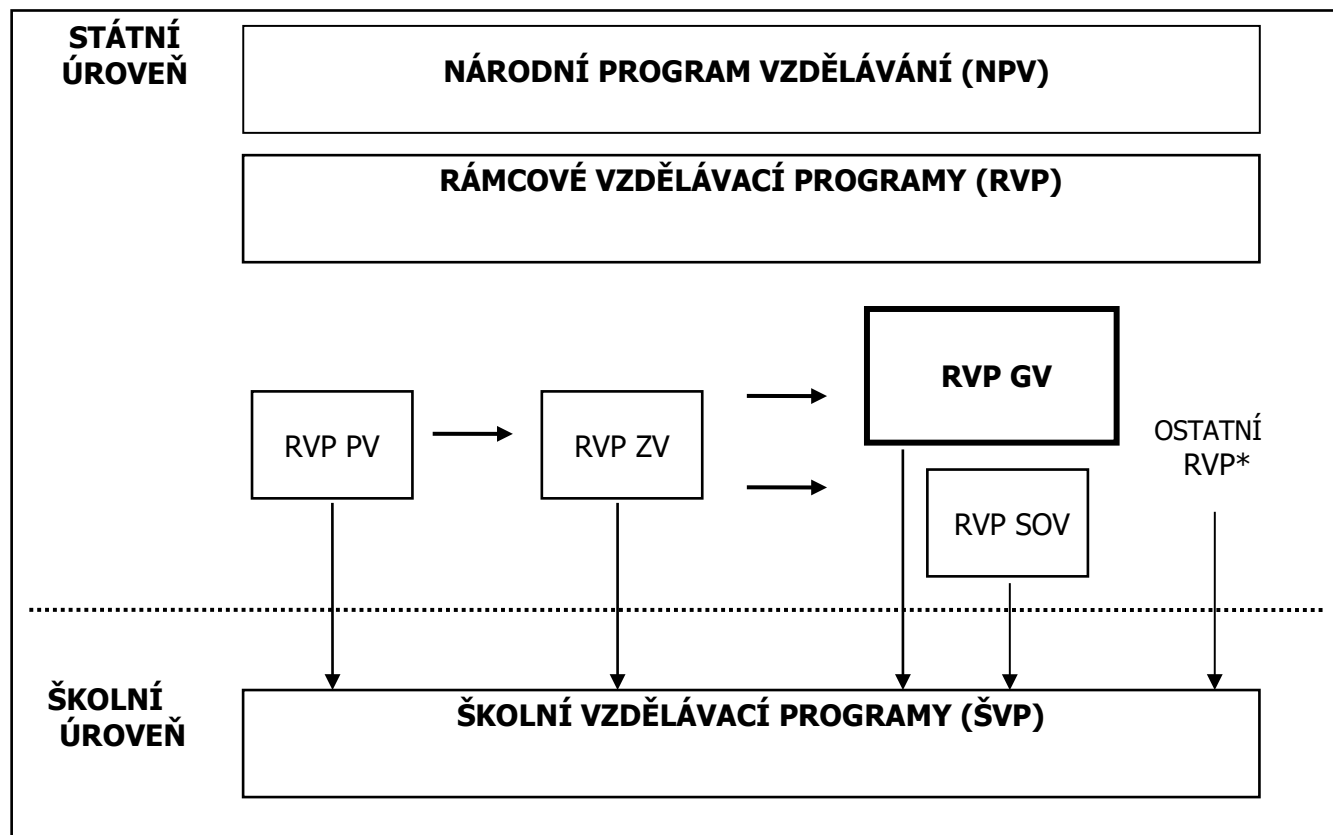 STÁTNÍ
ÚROVEŇ
NÁRODNÍ PROGRAM VZDĚLÁVÁNÍ (NPV)
RÁMCOVÉ VZDĚLÁVACÍ PROGRAMY (RVP)
RVP PV
RVP ZV
RVP GV
RVP SOV
OSTATNÍ
RVP*
ŠKOLNÍ
ÚROVEŇ
ŠKOLNÍ VZDĚLÁVACÍ PROGRAMY (ŠVP)